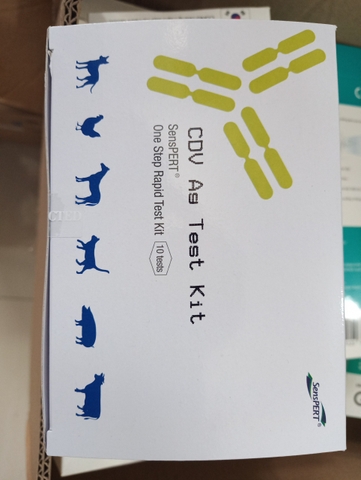 CDV Ag Test Kit
SensPERT®
One Step Rapid Test Kit
10 tests
SensPERT®